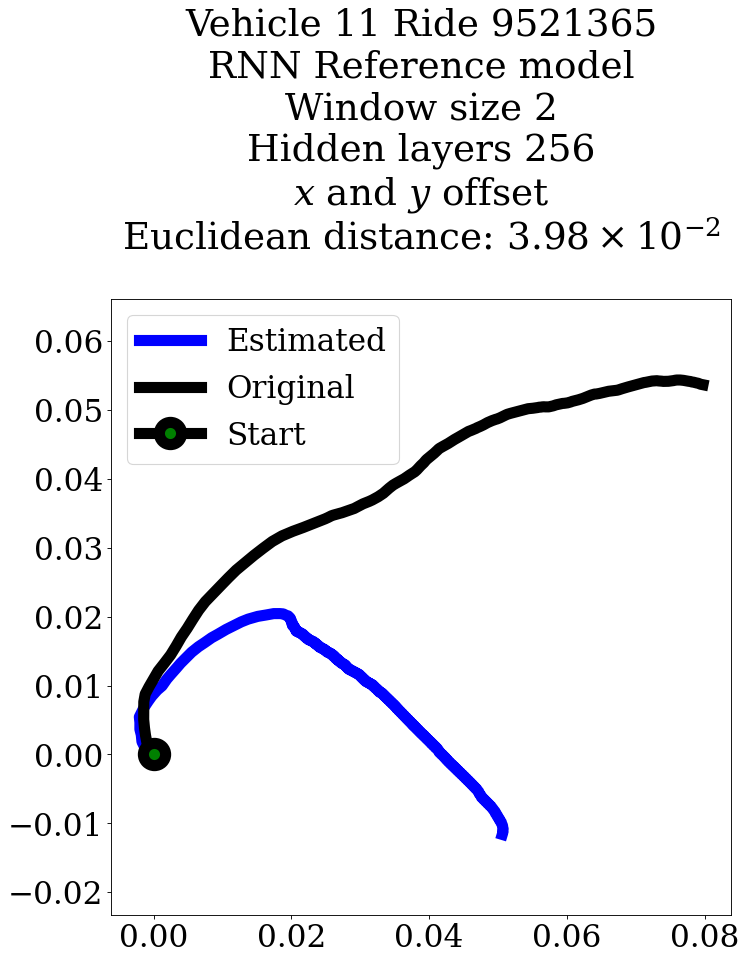 Vehicle 11 Ride 9521365
RNN Reference model
Window size 2
Hidden layers 256
x and y offset
Euclidean distance: 3.98 × 10⁻²
Estimated
Original
Start
0.06
0.05
0.04
0.03
0.02
0.01
0.00
−0.01
−0.02
0.00 0.02 0.04 0.06 0.08